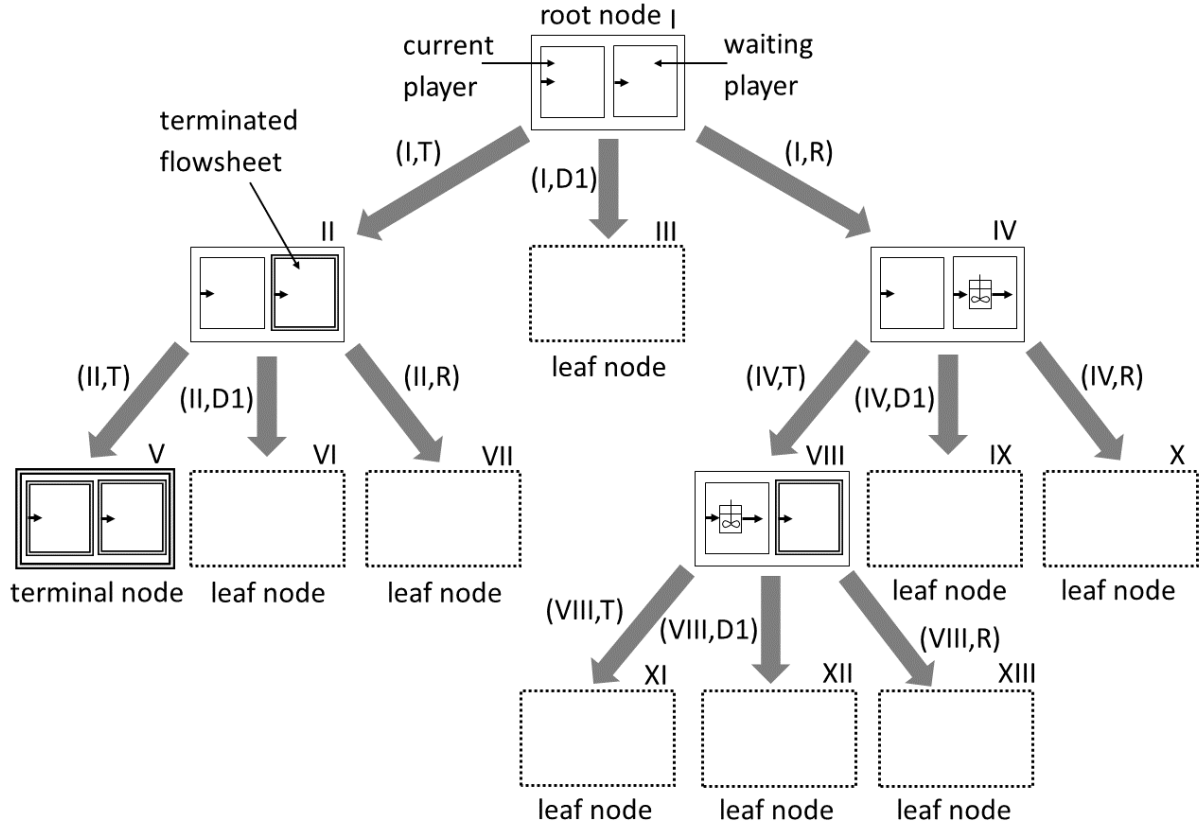 root node I
current
player
waiting
player
terminated
flowsheet
(I,T)
(I,D1)
(I,R)
II
III
IV
leaf node
(II,T)
(II,D1)
(II,R)
(IV,T)
(IV,D1)
(IV,R)
V
VI
VII
VIII
IX
X
terminal node
leaf node
leaf node
leaf node
leaf node
(VIII,T)
(VIII,D1)
(VIII,R)
XI
XII
XIII
leaf node
leaf node
leaf node